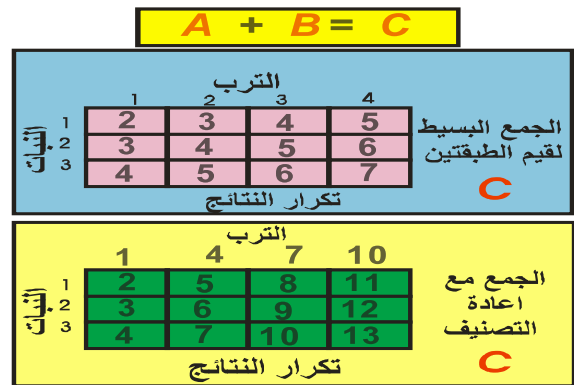 A + B = C
الترب
1 2 3 4
النبات
1 2 3 4 5
2 3 4 5 6
3 4 5 6 7
الجمع البسيط
لقيم الطبقتين
C
تكرار النتائج
الترب
1 4 7 10
النبات
1 2 5 8 11
2 3 6 9 12
3 4 7 10 13
الجمع مع
اعادة
التصنيف
C
تكرار النتائج